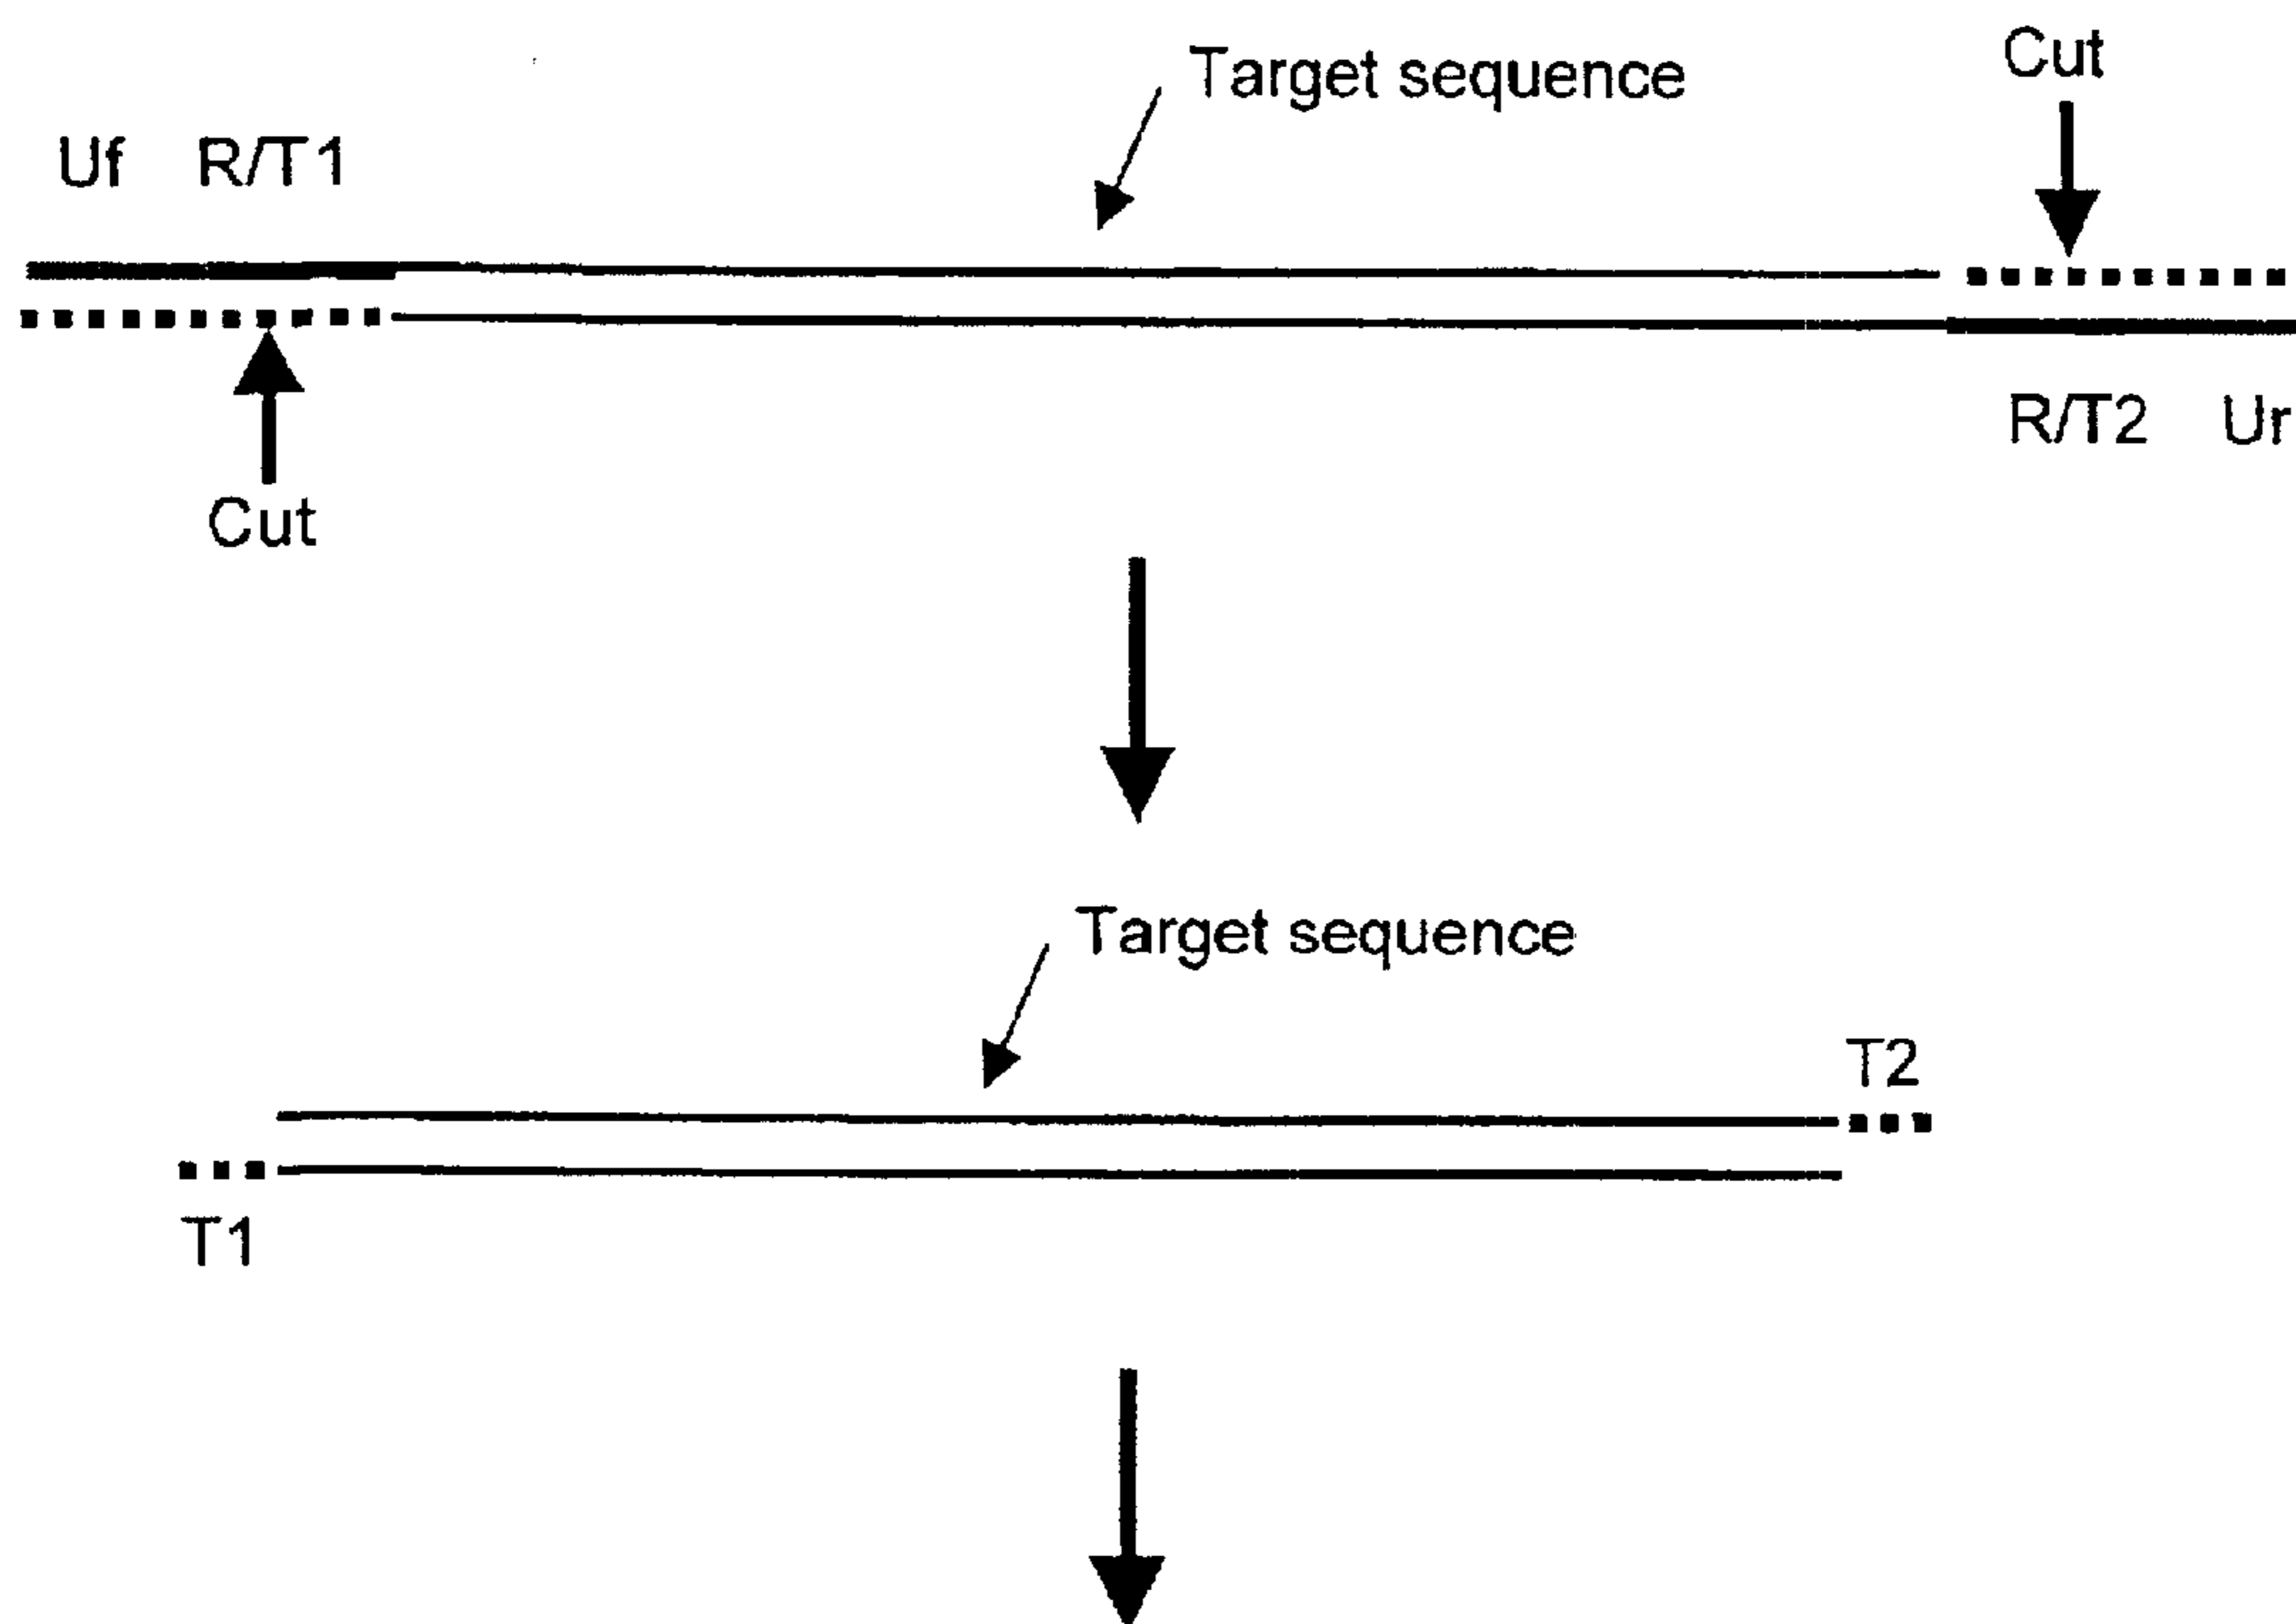 Cut
Target sequence
Uf R/T1
R/T2 Ur
Cut
Target sequence
T2
T1